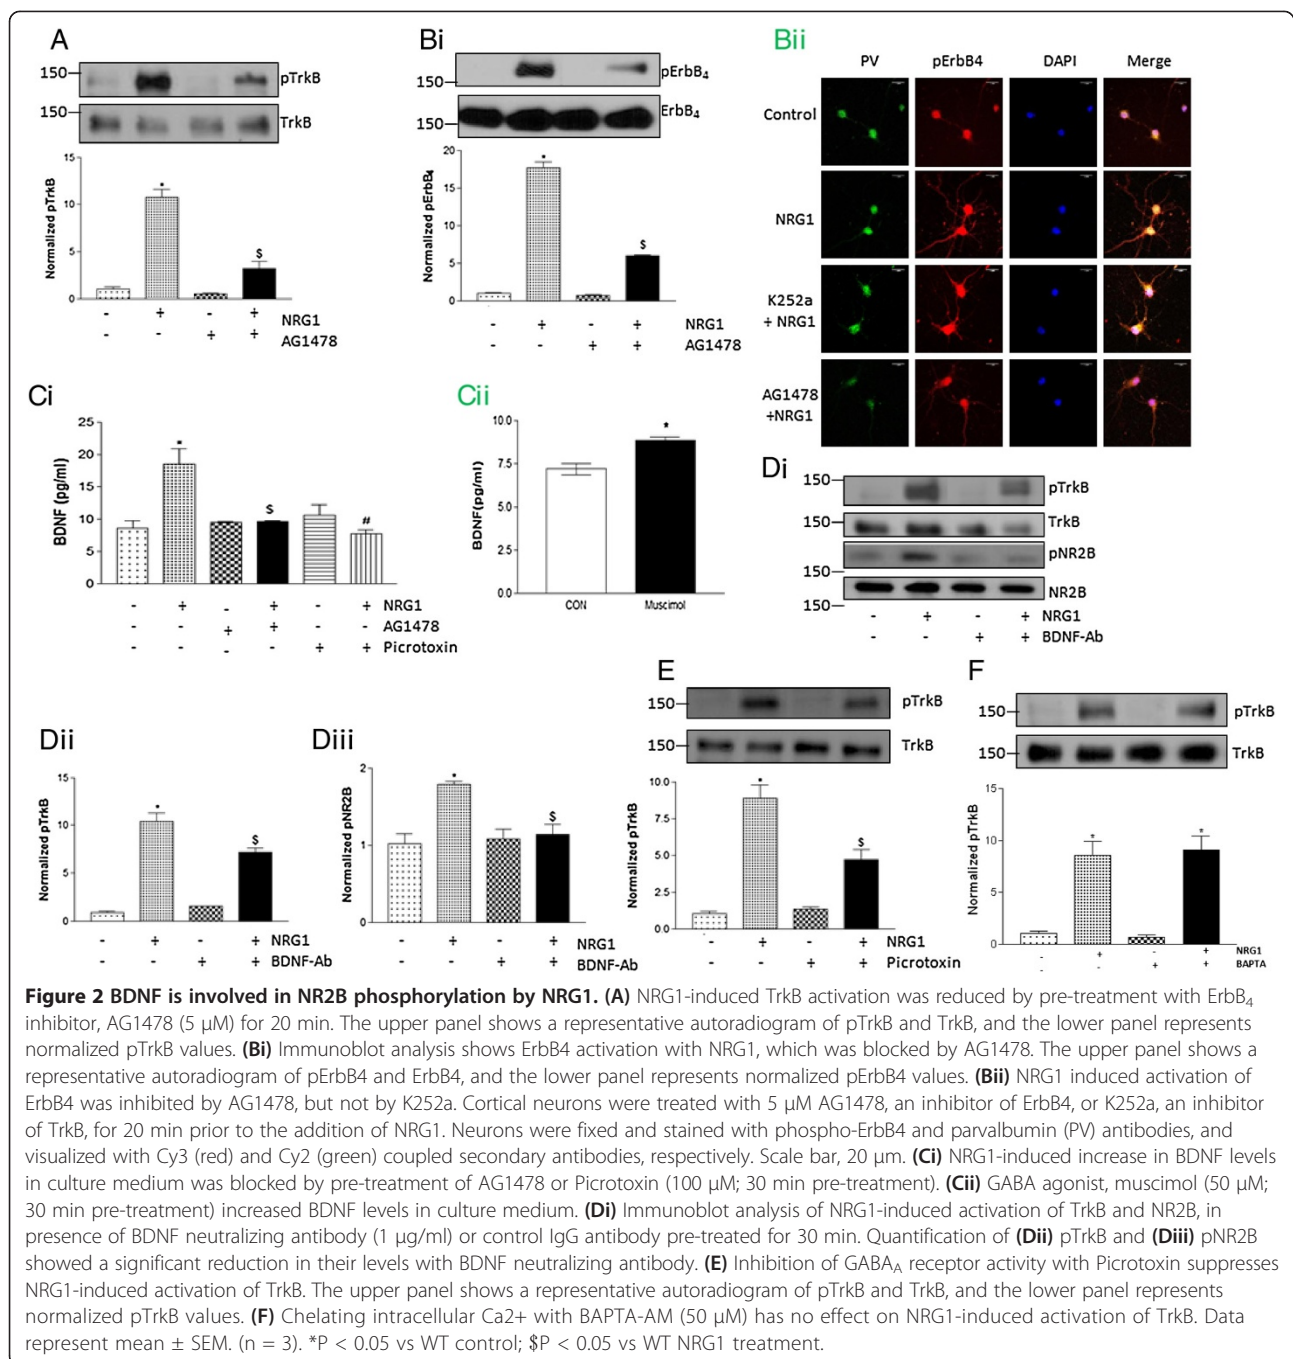 A
150
pTrkB
TrkB
Normalized pTrkB
15
10
5
0
*
$
- + - + NRG1
- - + + AG1478
Bi
150
pErbB4
150
ErbB4
Normalized pErbB4
20
15
10
5
0
*
$
- + - + NRG1
- - + + AG1478
Bii
PV pErbB4 DAPI Merge
Control
NRG1
K252a
+ NRG1
AG1478
+NRG1
Ci
BDNF (pg/ml)
25
20
15
10
5
0
*
$
#
- + - + - + NRG1
- - + + - - AG1478
- - - - + + Picrotoxin
Cii
BDNF(pg/ml)
10.0
7.5
5.0
2.5
0.0
*
CON Muscimol
Di
150
pTrkB
150
TrkB
pNR2B
150
NR2B
150
- + - + NRG1
- - + + BDNF-Ab
Dii
Normalized pTrkB
15
10
5
0
*
$
- + - + NRG1
- - + + BDNF-Ab
Diii
Normalized pNR2B
2
1
0
*
$
- + - + NRG1
- - + + BDNF-Ab
E
150
pTrkB
150
TrkB
Normalized pTrkB
10.0
7.5
5.0
2.5
0.0
*
$
- + - + NRG1
- - + + Picrotoxin
F
150
pTrkB
150
TrkB
Normalized pTrkB
15
10
5
0
*
*
- + - + NRG1
- - + + BAPTA
Figure 2 BDNF is involved in NR2B phosphorylation by NRG1. (A) NRG1-induced TrkB activation was reduced by pre-treatment with ErbB4
inhibitor, AG1478 (5 μM) for 20 min. The upper panel shows a representative autoradiogram of pTrkB and TrkB, and the lower panel represents
normalized pTrkB values. (Bi) Immunoblot analysis shows ErbB4 activation with NRG1, which was blocked by AG1478. The upper panel shows a
representative autoradiogram of pErbB4 and ErbB4, and the lower panel represents normalized pErbB4 values. (Bii) NRG1 induced activation of
ErbB4 was inhibited by AG1478, but not by K252a. Cortical neurons were treated with 5 μM AG1478, an inhibitor of ErbB4, or K252a, an inhibitor
of TrkB, for 20 min prior to the addition of NRG1. Neurons were fixed and stained with phospho-ErbB4 and parvalbumin (PV) antibodies, and
visualized with Cy3 (red) and Cy2 (green) coupled secondary antibodies, respectively. Scale bar, 20 μm. (Ci) NRG1-induced increase in BDNF levels
in culture medium was blocked by pre-treatment of AG1478 or Picrotoxin (100 μM; 30 min pre-treatment). (Cii) GABA agonist, muscimol (50 μM;
30 min pre-treatment) increased BDNF levels in culture medium. (Di) Immunoblot analysis of NRG1-induced activation of TrkB and NR2B, in
presence of BDNF neutralizing antibody (1 μg/ml) or control IgG antibody pre-treated for 30 min. Quantification of (Dii) pTrkB and (Diii) pNR2B
showed a significant reduction in their levels with BDNF neutralizing antibody. (E) Inhibition of GABAA receptor activity with Picrotoxin suppresses
NRG1-induced activation of TrkB. The upper panel shows a representative autoradiogram of pTrkB and TrkB, and the lower panel represents
normalized pTrkB values. (F) Chelating intracellular Ca2+ with BAPTA-AM (50 μM) has no effect on NRG1-induced activation of TrkB. Data
represent mean ± SEM. (n = 3). *P < 0.05 vs WT control; $P < 0.05 vs WT NRG1 treatment.